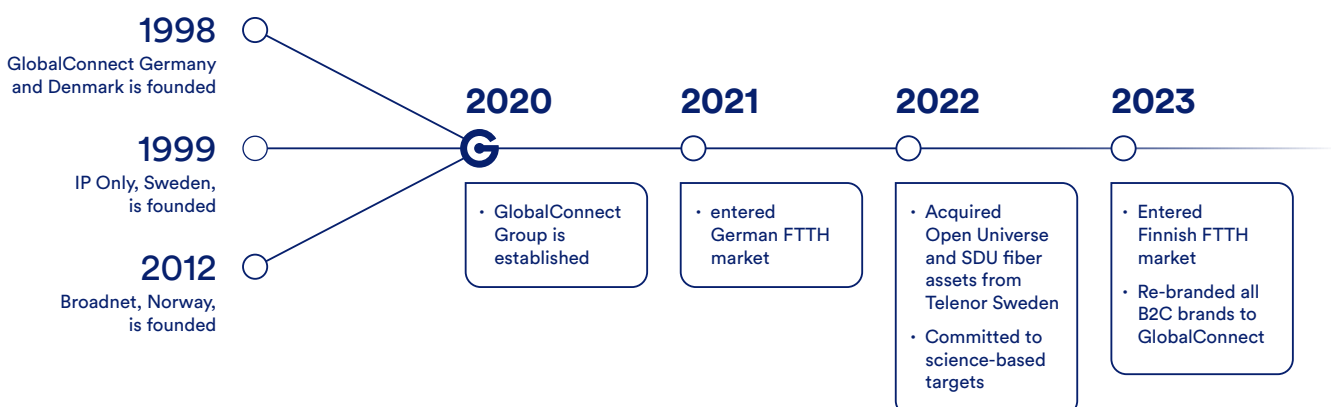 1998
GlobalConnect Germany
and Denmark is founded
1999
IP Only, Sweden,
is founded
2012
Broadnet, Norway,
is founded
2020
• GlobalConnect
Group is
established
2021
• entered
German FTTH
market
2022
• Acquired
Open Universe
and SDU fiber
assets from
Telenor Sweden
• Committed to
science-based
targets
2023
• Entered
Finnish FTTH
market
• Re-branded all
B2C brands to
GlobalConnect